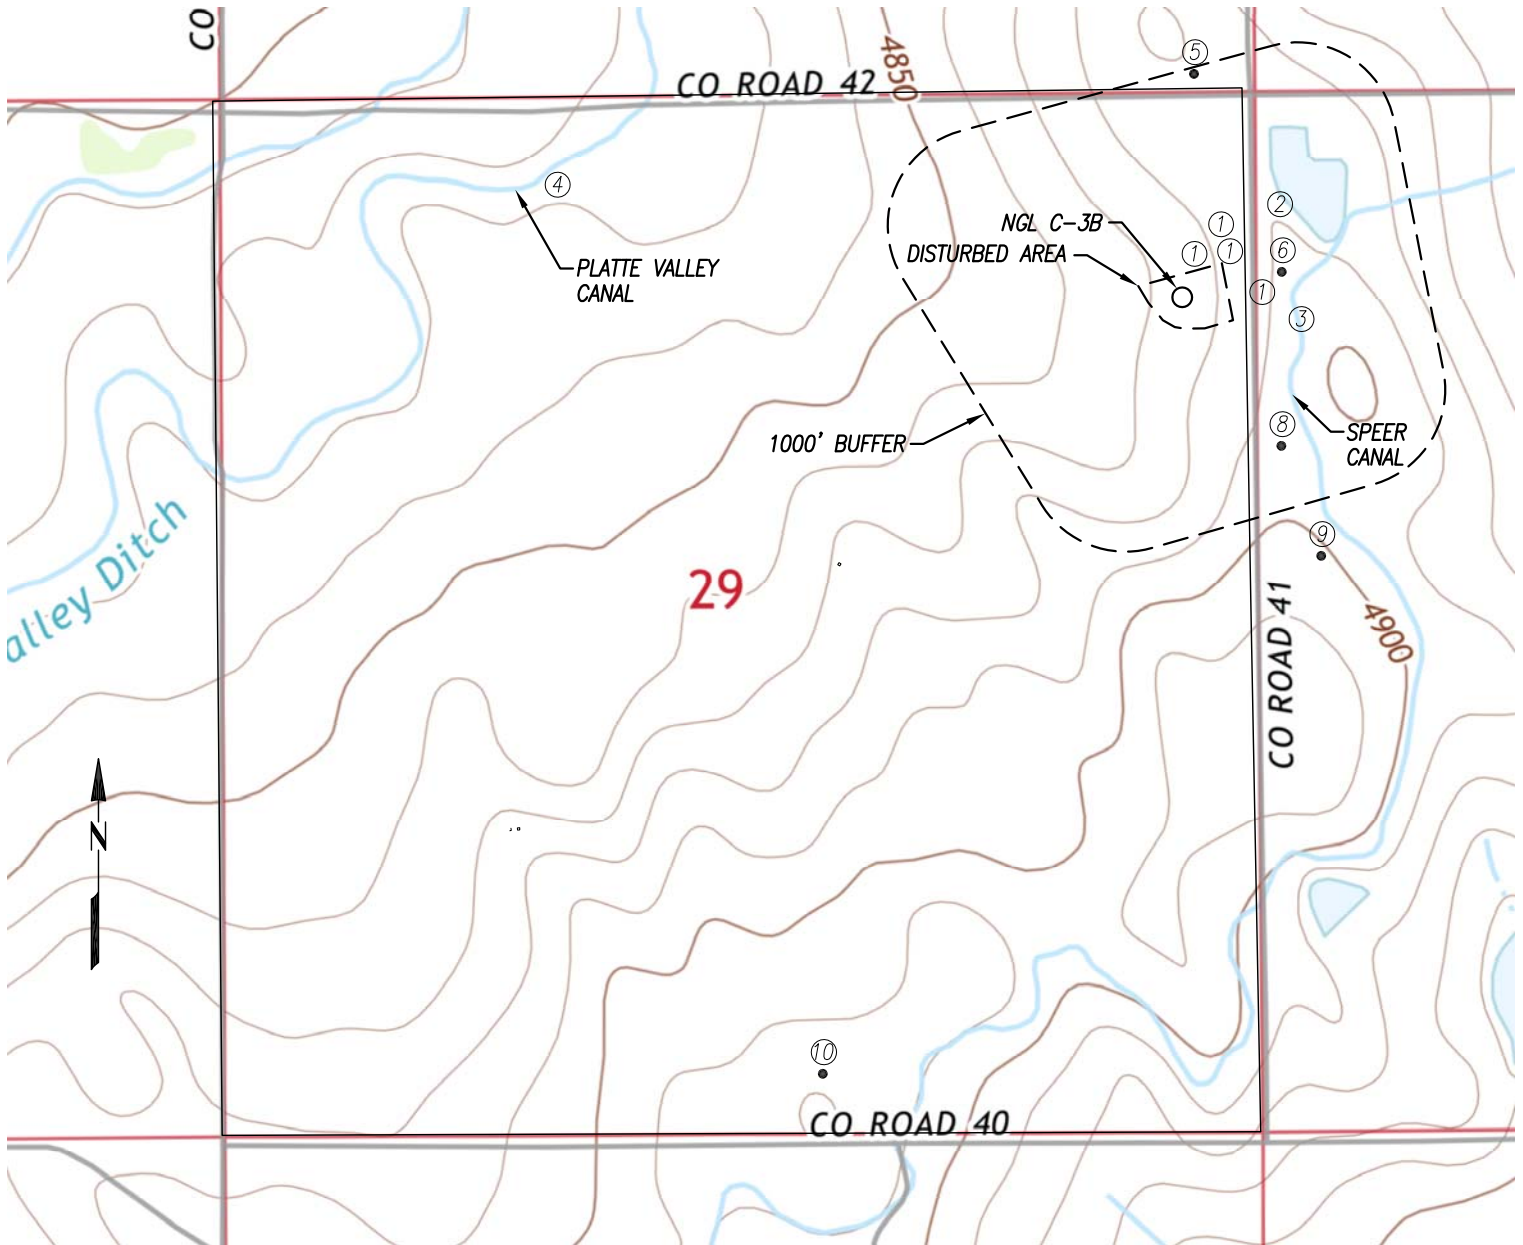 CO
CO ROAD 42
4850
5
4
2
NGL C-3B
1
DISTURBED AREA
1
1
6
PLATTE VALLEY
CANAL
1
3
1000' BUFFER
8
SPEER
CANAL
alley Ditch
9
29
CO ROAD 41
4900
N
10
CO ROAD 40